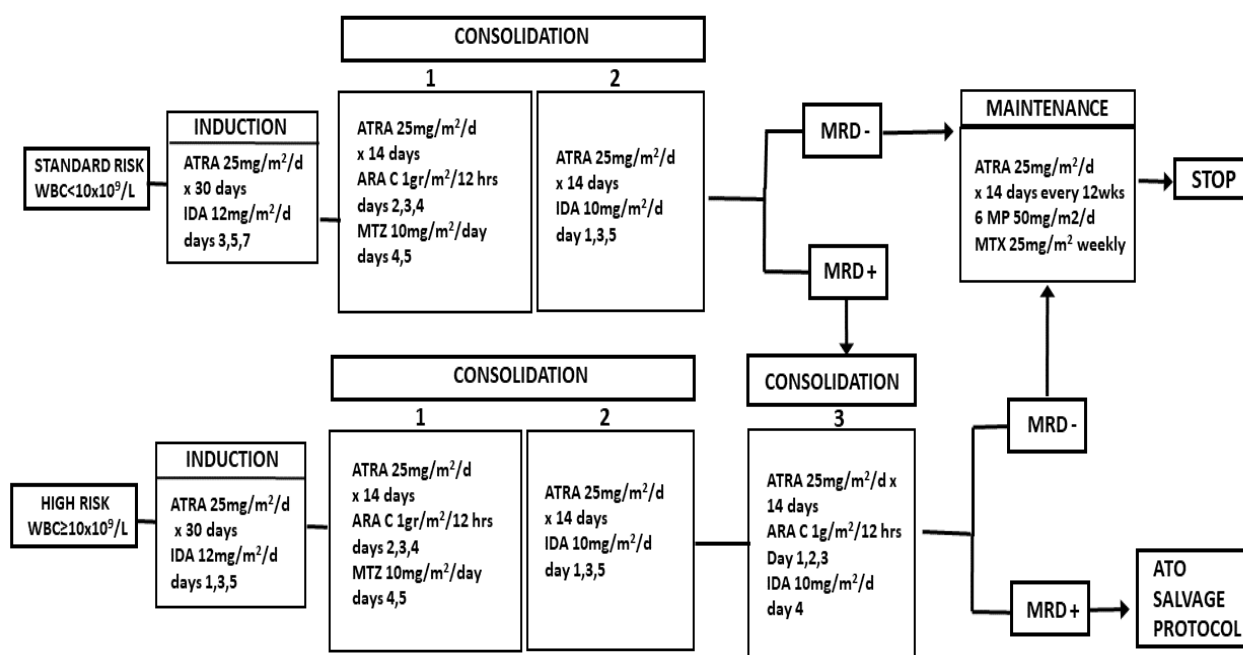 CONSOLIDATION
1
2
STANDARD RISK
WBC<10x10⁹/L
INDUCTION
ATRA 25mg/m²/d
x 30 days
IDA 12mg/m²/d
days 3,5,7
ATRA 25mg/m²/d
x 14 days
ARA C 1gr/m²/12 hrs
days 2,3,4
MTZ 10mg/m²/day
days 4,5
ATRA 25mg/m²/d
x 14 days
IDA 10mg/m²/d
day 1,3,5
MRD -
MRD +
MAINTENANCE
ATRA 25mg/m²/d
x 14 days every 12wks
6 MP 50mg/m2/d
MTX 25mg/m² weekly
STOP
CONSOLIDATION
1
2
CONSOLIDATION
3
HIGH RISK
WBC≥10x10⁹/L
INDUCTION
ATRA 25mg/m²/d
x 30 days
IDA 12mg/m²/d
days 1,3,5
ATRA 25mg/m²/d
x 14 days
ARA C 1gr/m²/12 hrs
days 2,3,4
MTZ 10mg/m²/day
days 4,5
ATRA 25mg/m²/d
x 14 days
IDA 10mg/m²/d
day 1,3,5
ATRA 25mg/m²/d x
14 days
ARA C 1g/m²/12 hrs
Day 1,2,3
IDA 10mg/m²/d
day 4
MRD -
MRD +
ATO
SALVAGE
PROTOCOL